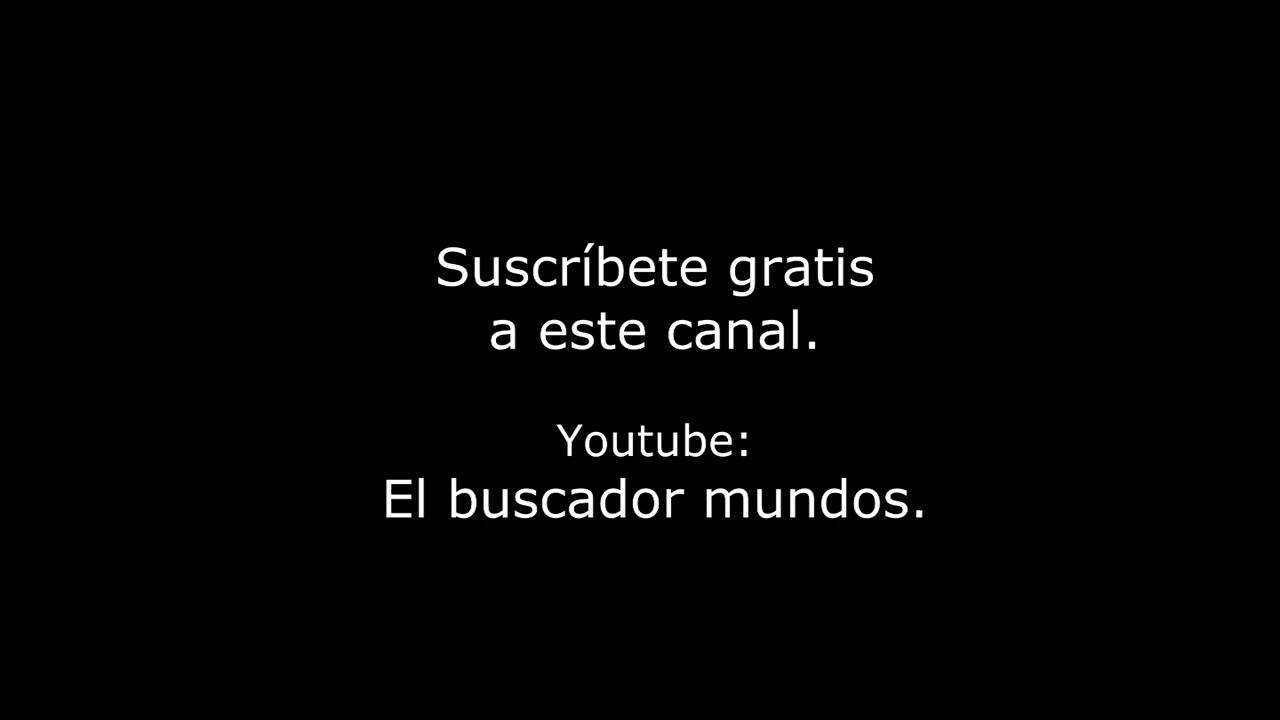 Suscríbete gratis
a este canal.
Youtube:
El buscador mundos.